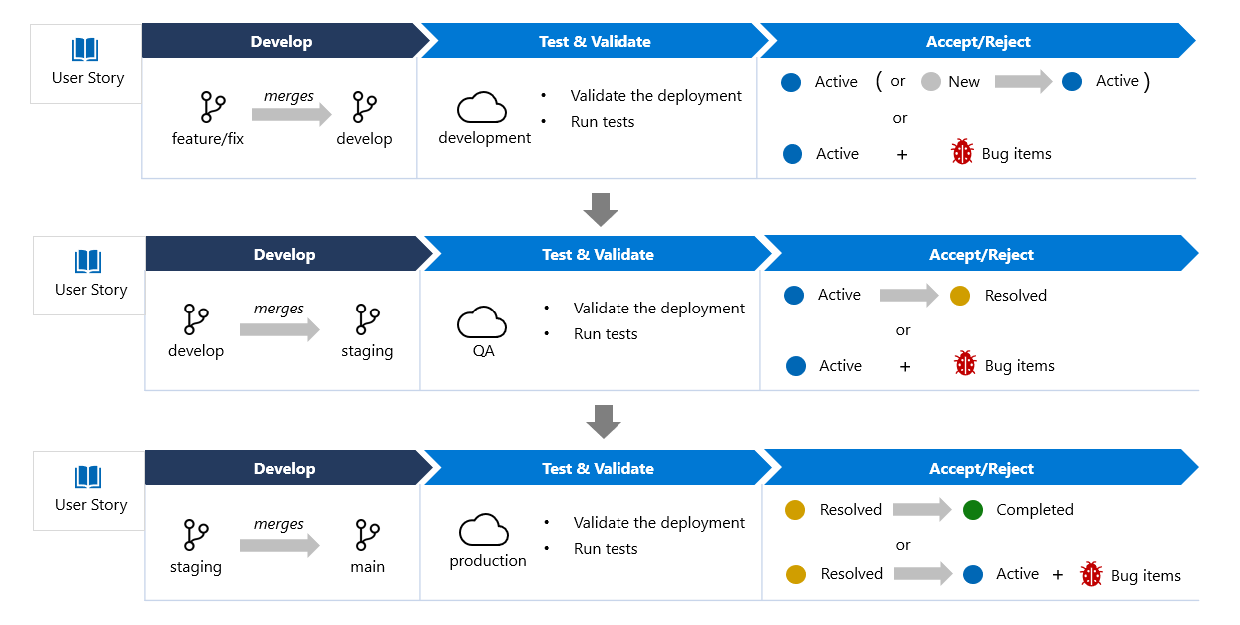 Develop
Test & Validate
Accept/Reject
User Story
merges
feature/fix
develop
development
• Validate the deployment
• Run tests
Active ( or New Active )
or
Active + Bug items
Develop
Test & Validate
Accept/Reject
User Story
merges
develop
staging
QA
• Validate the deployment
• Run tests
Active Resolved
or
Active + Bug items
Develop
Test & Validate
Accept/Reject
User Story
merges
staging
main
production
• Validate the deployment
• Run tests
Resolved Completed
or
Resolved Active + Bug items